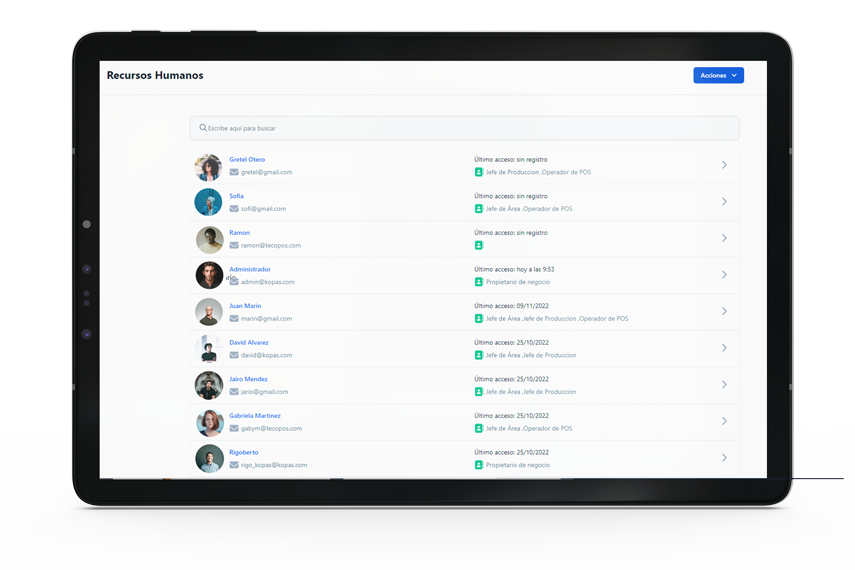 Recursos Humanos
Acciones
Escribe aquí para buscar
Gretel Otero
gretel@gmail.com
Último acceso: sin registro
Jefe de Produccion .Operador de POS
Sofia
sofi@gmail.com
Último acceso: sin registro
Jefe de Área .Operador de POS
Ramon
ramon@tecopos.com
Último acceso: sin registro
Administrador
admin@kopas.com
Último acceso: hoy a las 9:53
Propietario de negocio
Juan Marin
marin@gmail.com
Último acceso: 09/11/2022
Jefe de Área .Jefe de Produccion .Operador de POS
David Alvarez
david@kopas.com
Último acceso: 25/10/2022
Jefe de Área .Jefe de Produccion
Jairo Mendez
jario@gmail.com
Último acceso: 25/10/2022
Jefe de Área .Jefe de Produccion
Gabriela Martinez
gabym@tecopos.com
Último acceso: 25/10/2022
Jefe de Área .Operador de POS
Rigoberto
rigo_kopas@kopas.com
Último acceso: 25/10/2022
Propietario de negocio